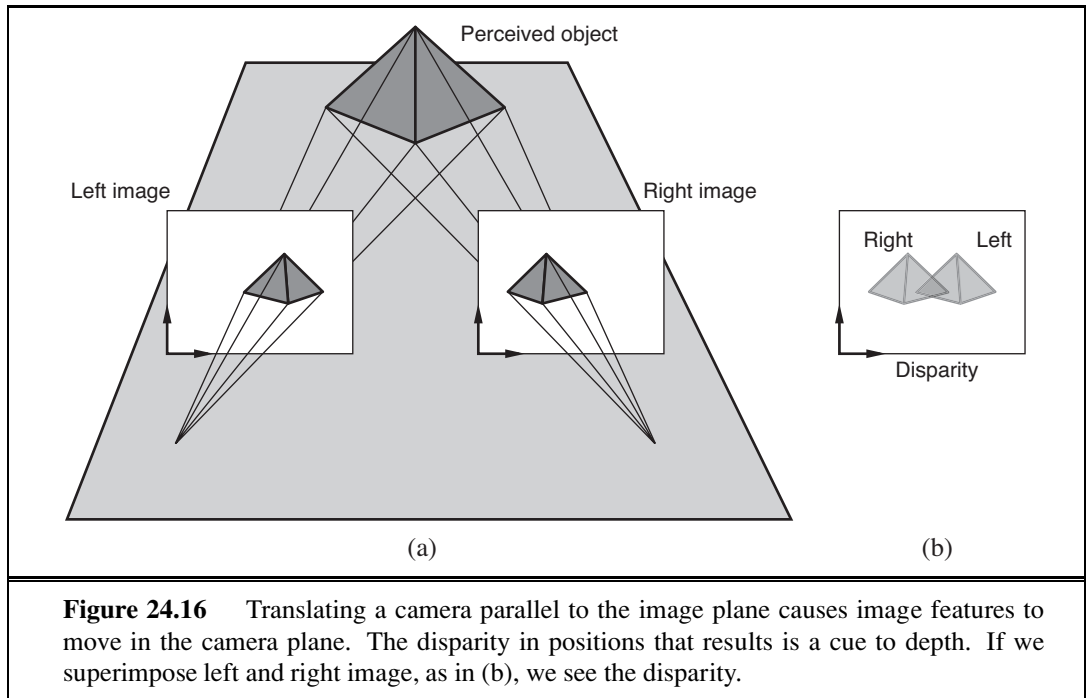 Perceived object
Left image
Right image
Right Left
Disparity
(a)
(b)
Figure 24.16 Translating a camera parallel to the image plane causes image features to
move in the camera plane. The disparity in positions that results is a cue to depth. If we
superimpose left and right image, as in (b), we see the disparity.